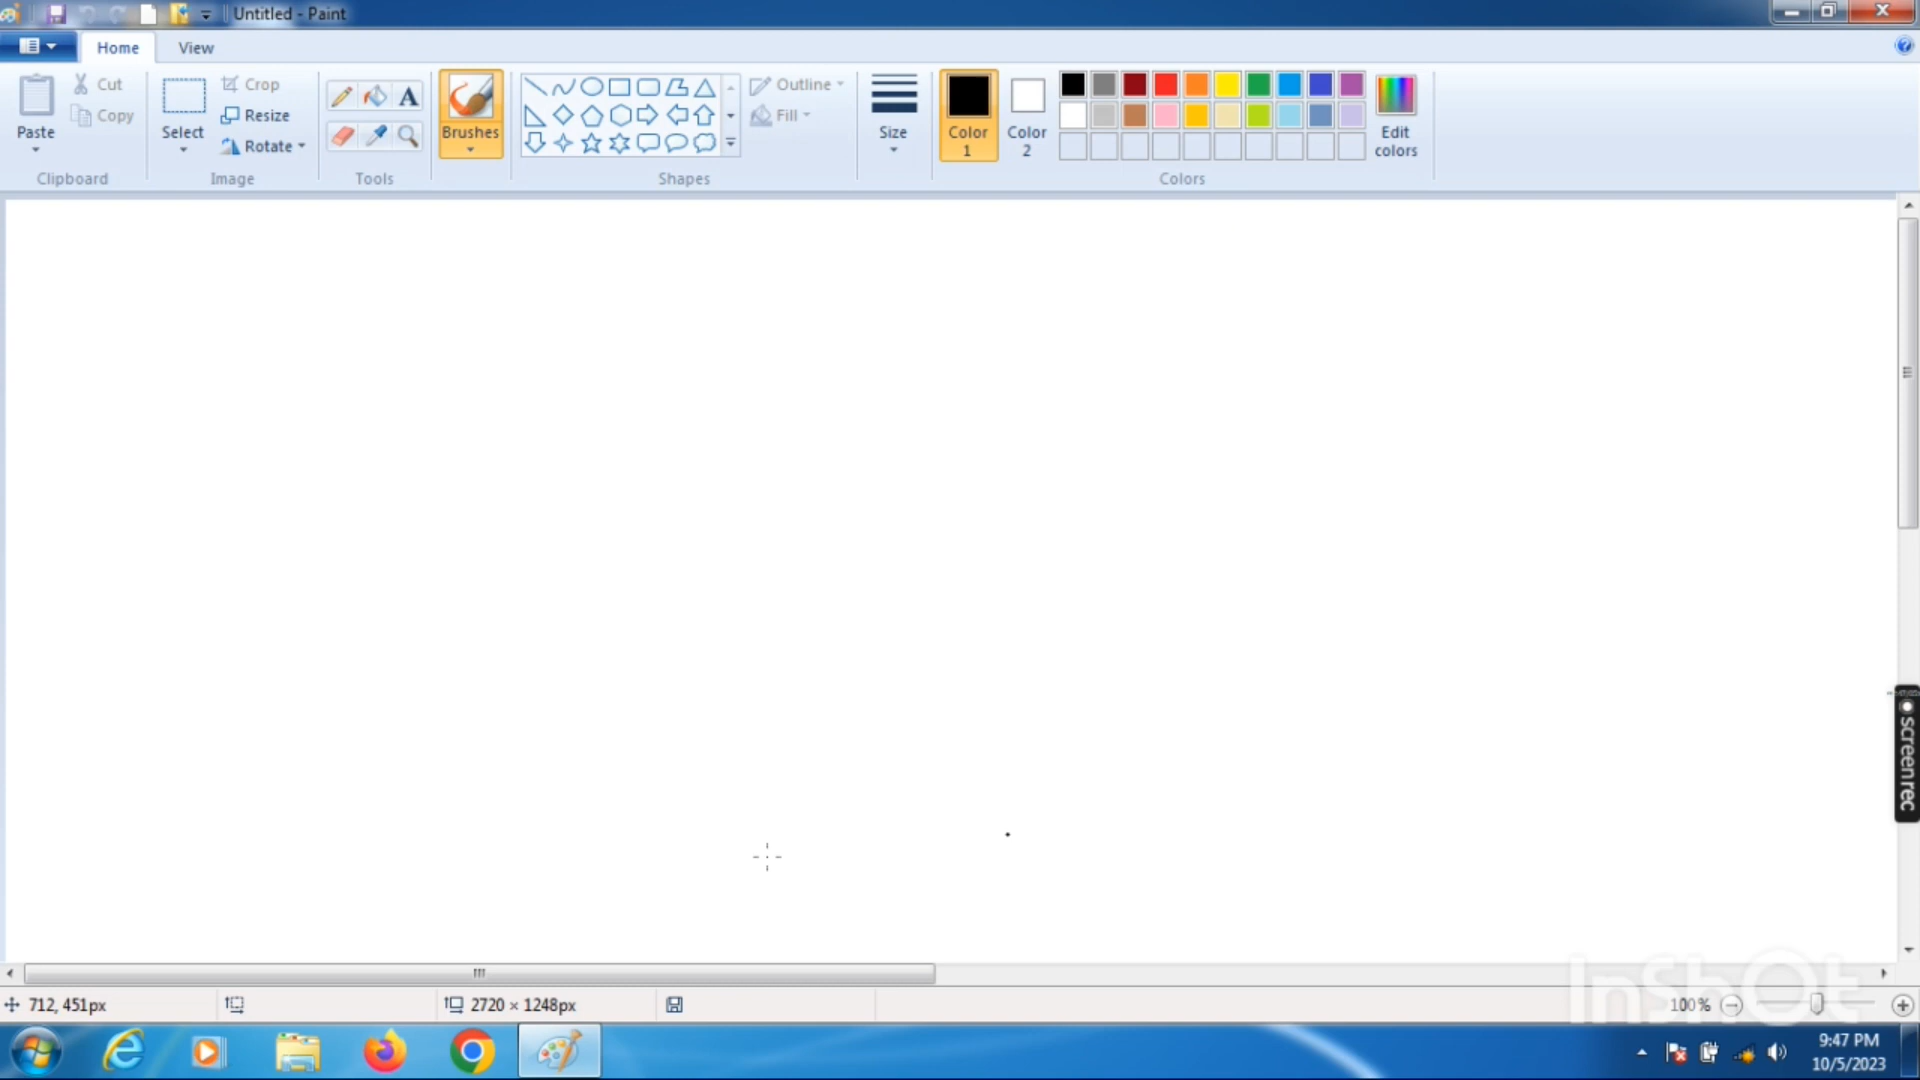 Untitled - Paint
Home View
Paste
Cut
Copy
Clipboard
Select
Crop
Resize
Rotate
Image
A
Tools
Brushes
Shapes
Outline
Fill
Size
Color 1
Color 2
Edit colors
Colors
screenrec
InShOt
712, 451px
2720 × 1248px
100%
9:47 PM
10/5/2023